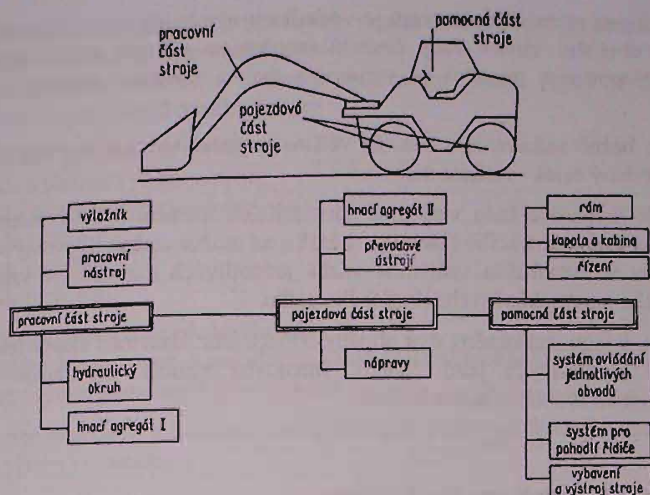 pracovní část
stroje
pomocná část
stroje
pojezdová
část
stroje
výložník
pracovní
nástroj
pracovní část stroje
hydraulický
okruh
hnací agregát I
hnací agregát II
převodové
ústrojí
pojezdová část stroje
nápravy
rám
kapota a kabina
řízení
pomocná část stroje
systém ovládání
jednotlivých
obvodů
systém pro
pohodlí řidiče
vybavení
a výstroj stroje